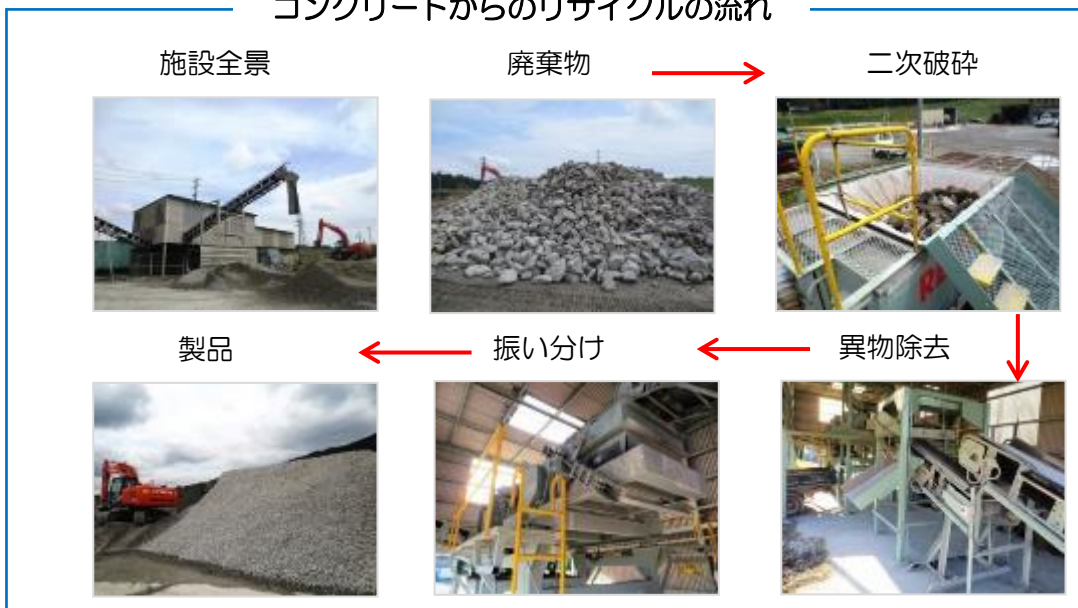 コンクリートからのリサイクルの流れ
施設全景
廃棄物
二次破砕
製品
振い分け
異物除去